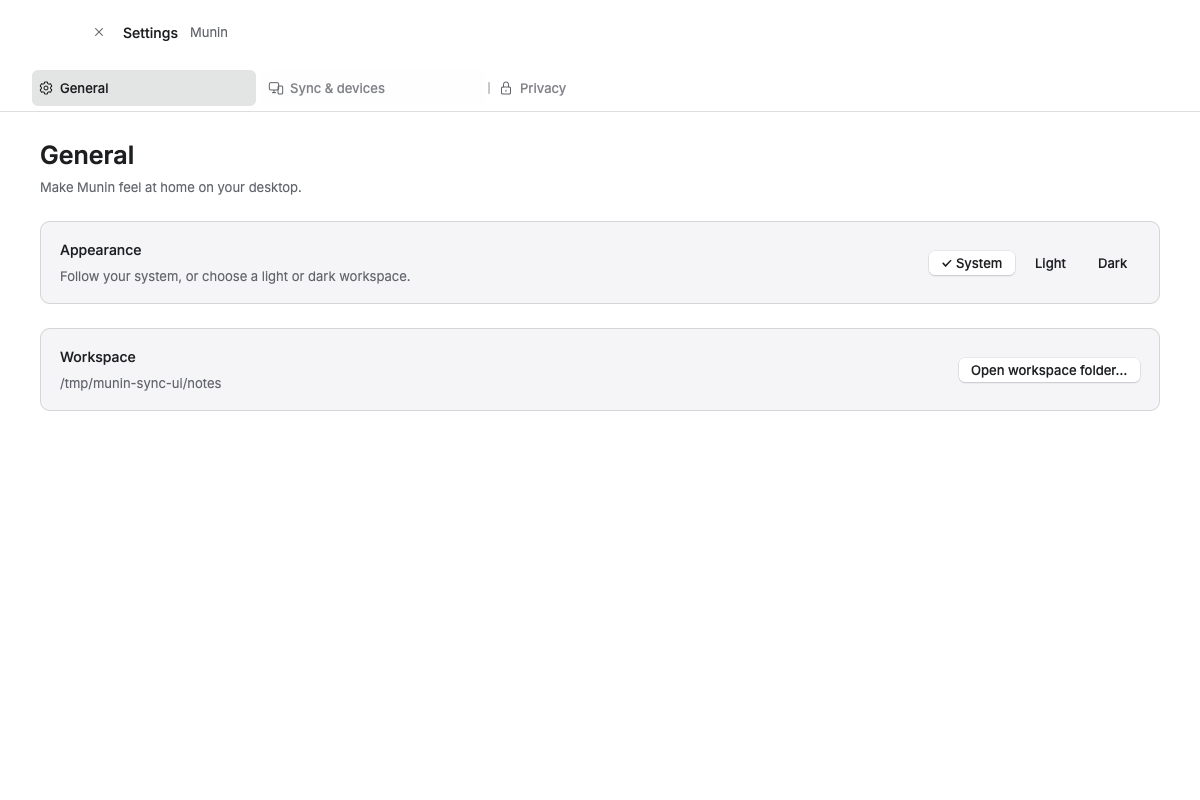 Settings Munin
General Sync & devices Privacy
General
Make Munin feel at home on your desktop.
Appearance
Follow your system, or choose a light or dark workspace.
System Light Dark
Workspace
/tmp/munin-sync-ui/notes
Open workspace folder...